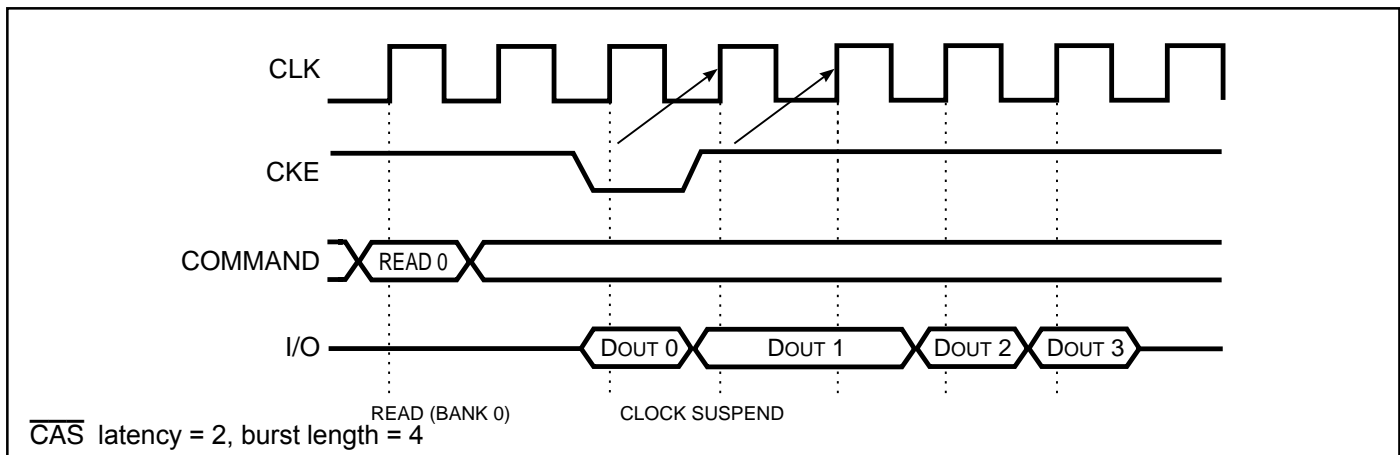 CLK
CKE
COMMAND
READ 0
I/O
DOUT 0
DOUT 1
DOUT 2
DOUT 3
READ (BANK 0)
CLOCK SUSPEND
CAS latency = 2, burst length = 4